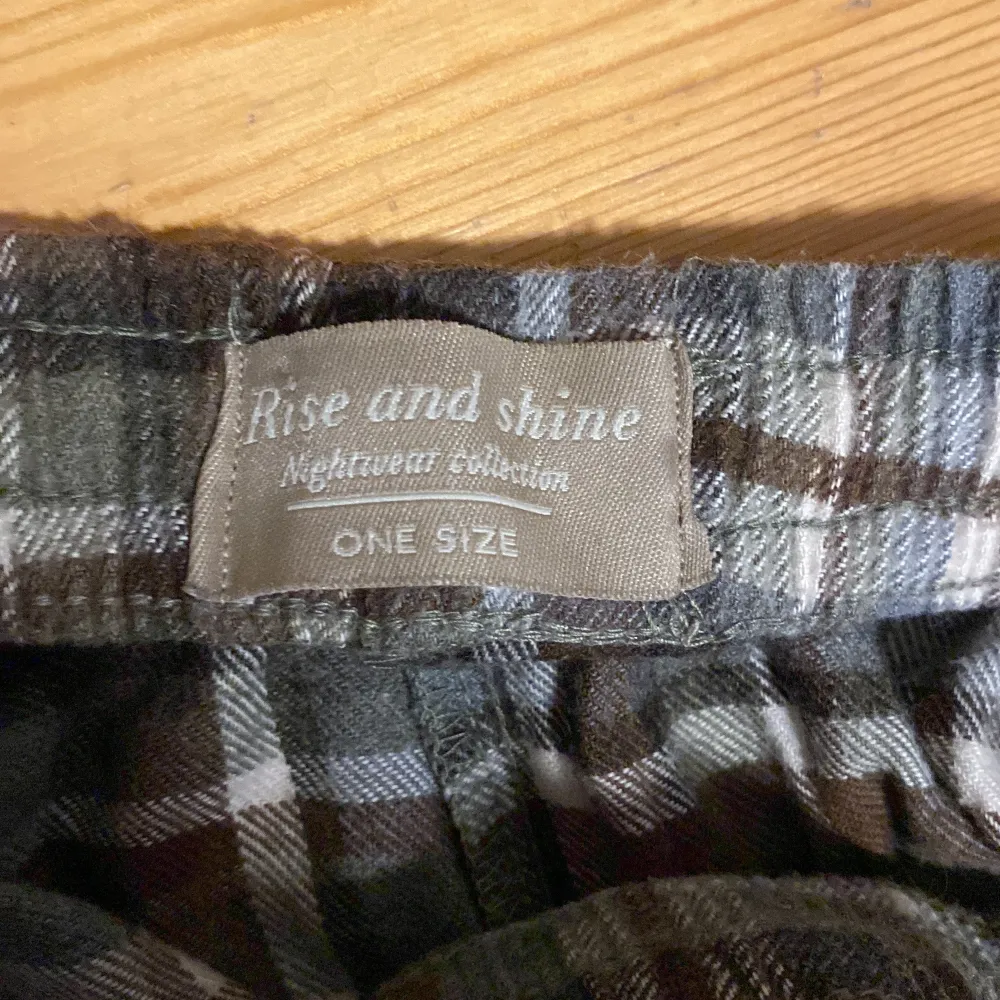 Rise and shine
Nightwear collection
ONE SIZE